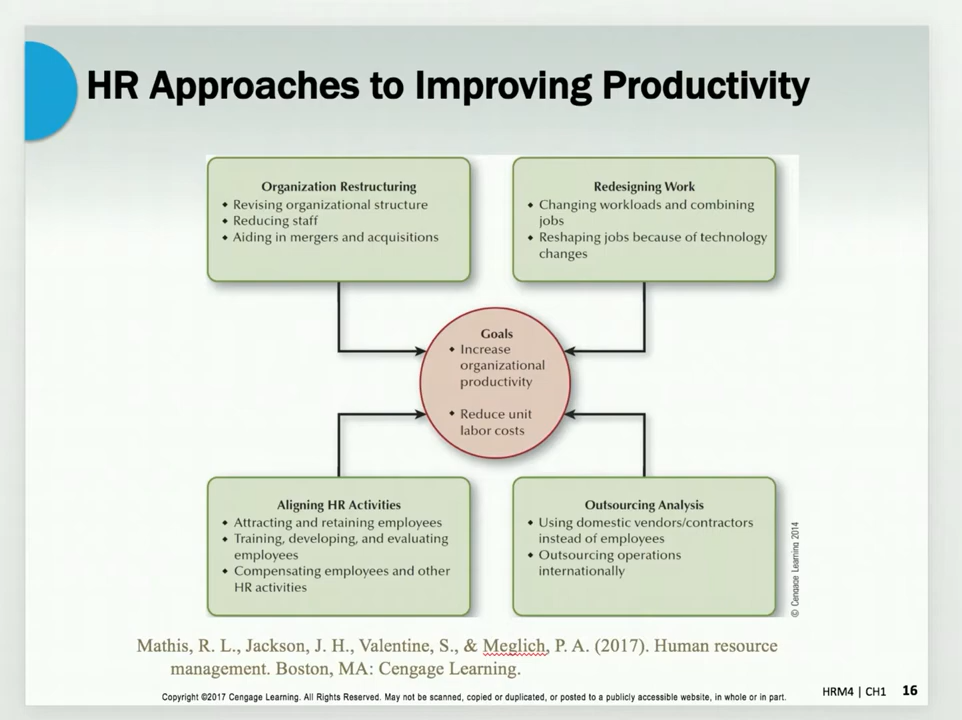 HR Approaches to Improving Productivity
Organization Restructuring
◆ Revising organizational structure
◆ Reducing staff
◆ Aiding in mergers and acquisitions
Redesigning Work
◆ Changing workloads and combining
jobs
◆ Reshaping jobs because of technology
changes
Goals
◆ Increase
organizational
productivity
◆ Reduce unit
labor costs
Aligning HR Activities
◆ Attracting and retaining employees
◆ Training, developing, and evaluating
employees
◆ Compensating employees and other
HR activities
Outsourcing Analysis
◆ Using domestic vendors/contractors
instead of employees
◆ Outsourcing operations
internationally
© Cengage Learning 2014
Mathis, R. L., Jackson, J. H., Valentine, S., & Meglich, P. A. (2017). Human resource
management. Boston, MA: Cengage Learning.
Copyright ©2017 Cengage Learning. All Rights Reserved. May not be scanned, copied or duplicated, or posted to a publicly accessible website, in whole or in part.
HRM4 | CH1 16